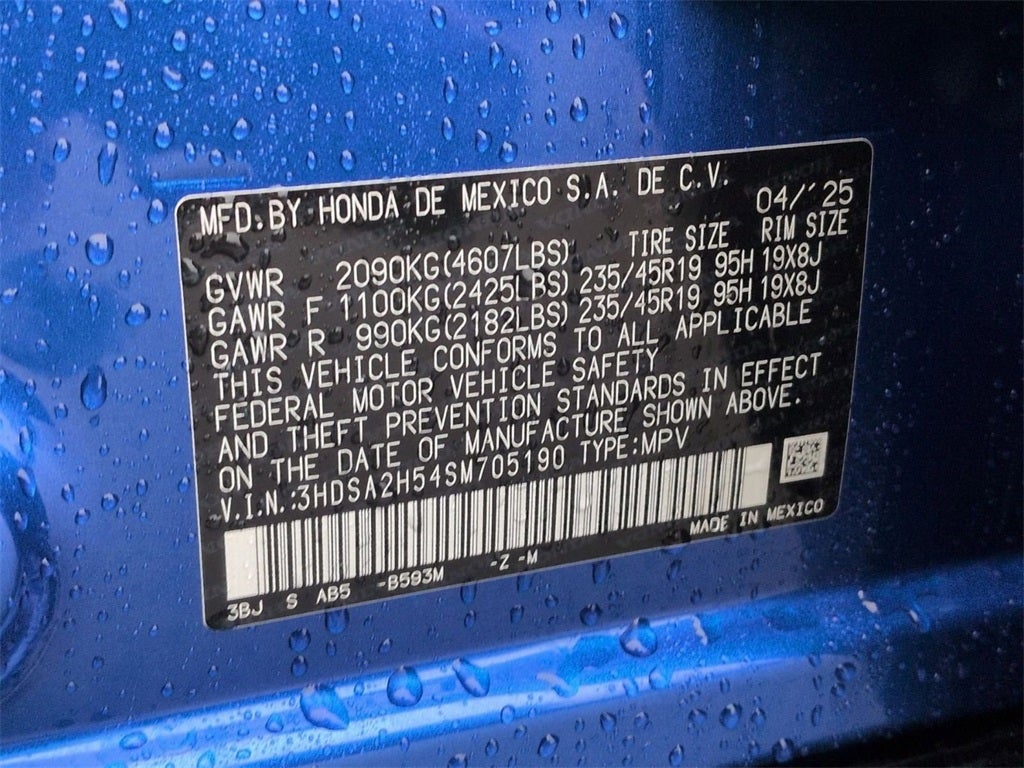 MFD. BY HONDA DE MEXICO S.A. DE C.V. 04/'25
TIRE SIZE RIM SIZE
GVWR 2090KG(4607LBS)
GAWR F 1100KG(2425LBS) 235/45R19 95H 19X8J
GAWR R 990KG(2182LBS) 235/45R19 95H 19X8J
THIS VEHICLE CONFORMS TO ALL APPLICABLE
FEDERAL MOTOR VEHICLE SAFETY
AND THEFT PREVENTION STANDARDS IN EFFECT
ON THE DATE OF MANUFACTURE SHOWN ABOVE.
V.I.N.:3HDSA2H54SM705190 TYPE:MPV
MADE IN MEXICO
3BJ S AB5 -B593M -Z -M